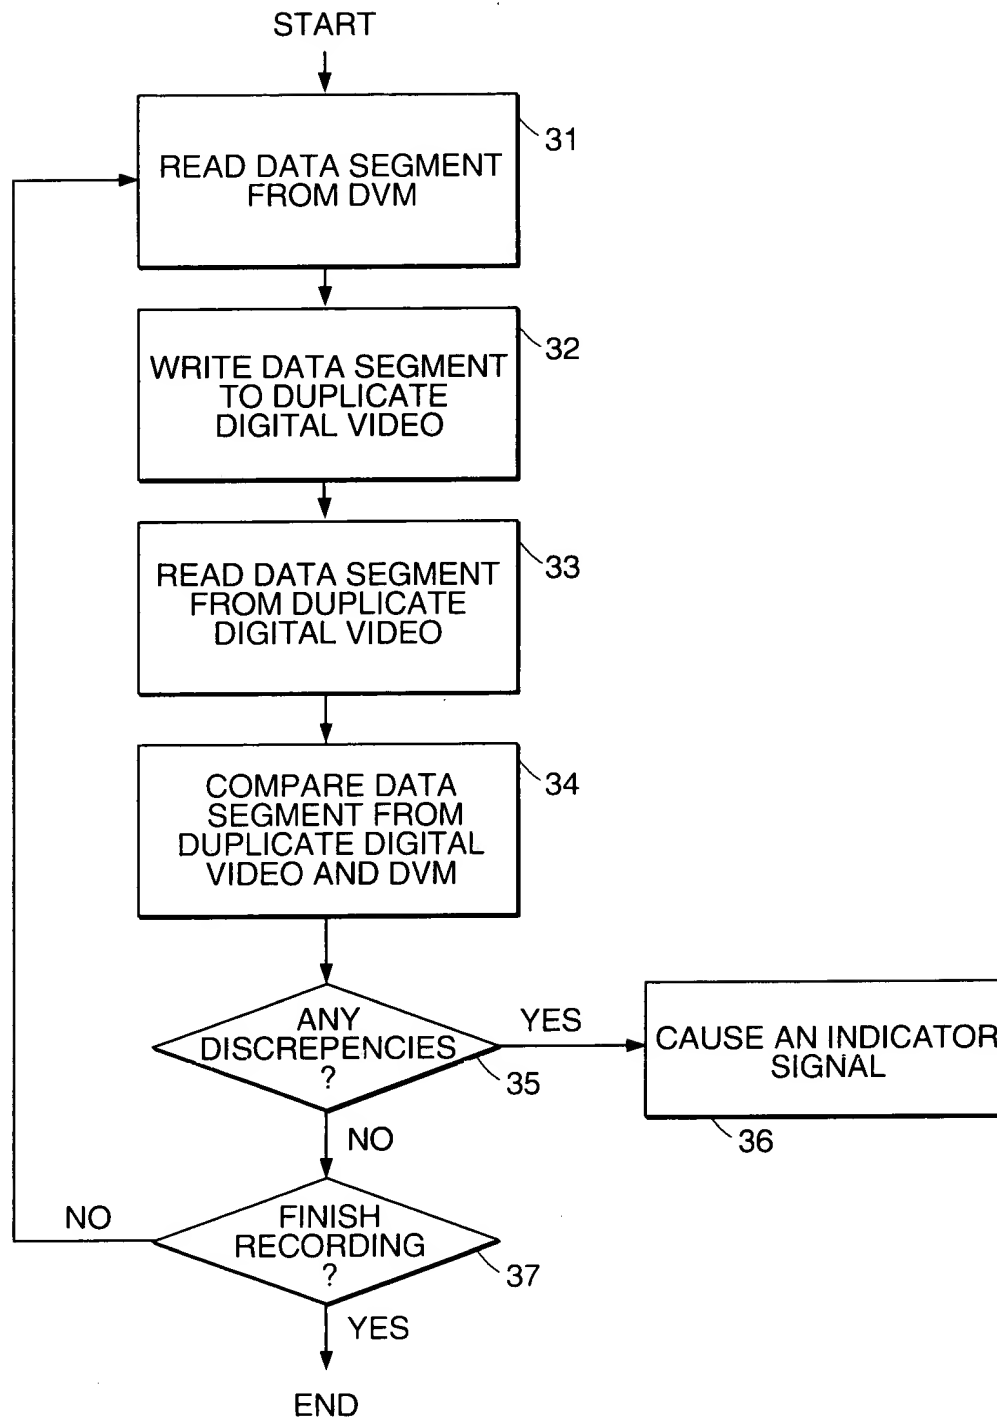 START
31
READ DATA SEGMENT
FROM DVM
32
WRITE DATA SEGMENT
TO DUPLICATE
DIGITAL VIDEO
33
READ DATA SEGMENT
FROM DUPLICATE
DIGITAL VIDEO
34
COMPARE DATA
SEGMENT FROM
DUPLICATE DIGITAL
VIDEO AND DVM
ANY
DISCREPENCIES
?
35
YES
CAUSE AN INDICATOR
SIGNAL
36
NO
FINISH
RECORDING
?
37
NO
YES
END